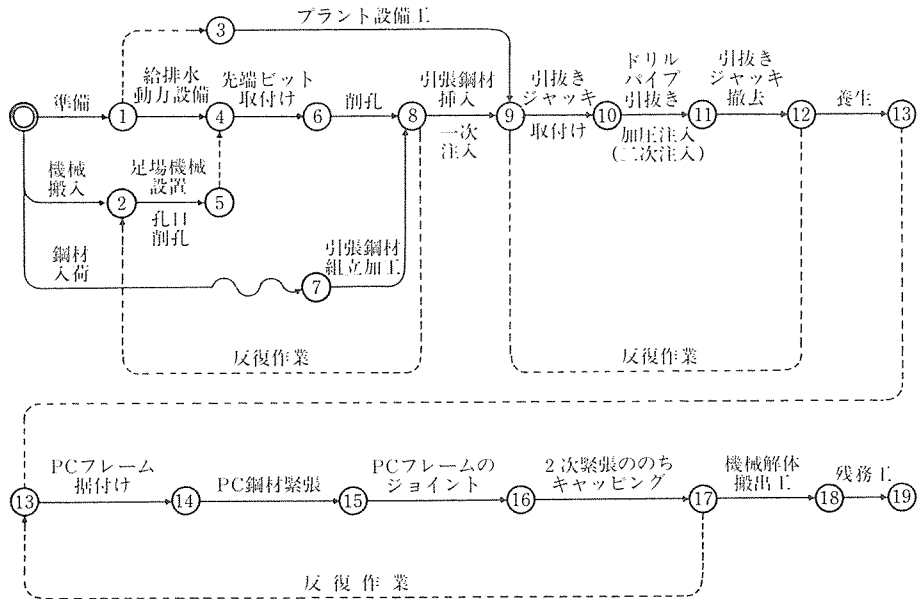 プラント設備工
③
準備
①
給排水
動力設備
④
先端ビット
取付け
⑥
削孔
⑧
引張鋼材
挿入
一次
注入
⑨
引抜き
ジャッキ
取付け
⑩
ドリル
パイプ
引抜き
加圧注入
(二次注入)
⑪
引抜き
ジャッキ
撤去
⑫
養生
⑬
機械
搬入
②
足場機械
設置
孔口
削孔
⑤
鋼材
入荷
⑦
引張鋼材
組立加工
反復作業
反復作業
⑬
PCフレーム
据付け
⑭
PC鋼材緊張
⑮
PCフレームの
ジョイント
⑯
2次緊張ののち
キャッピング
⑰
機械解体
搬出工
⑱
残務工
⑲
反復作業